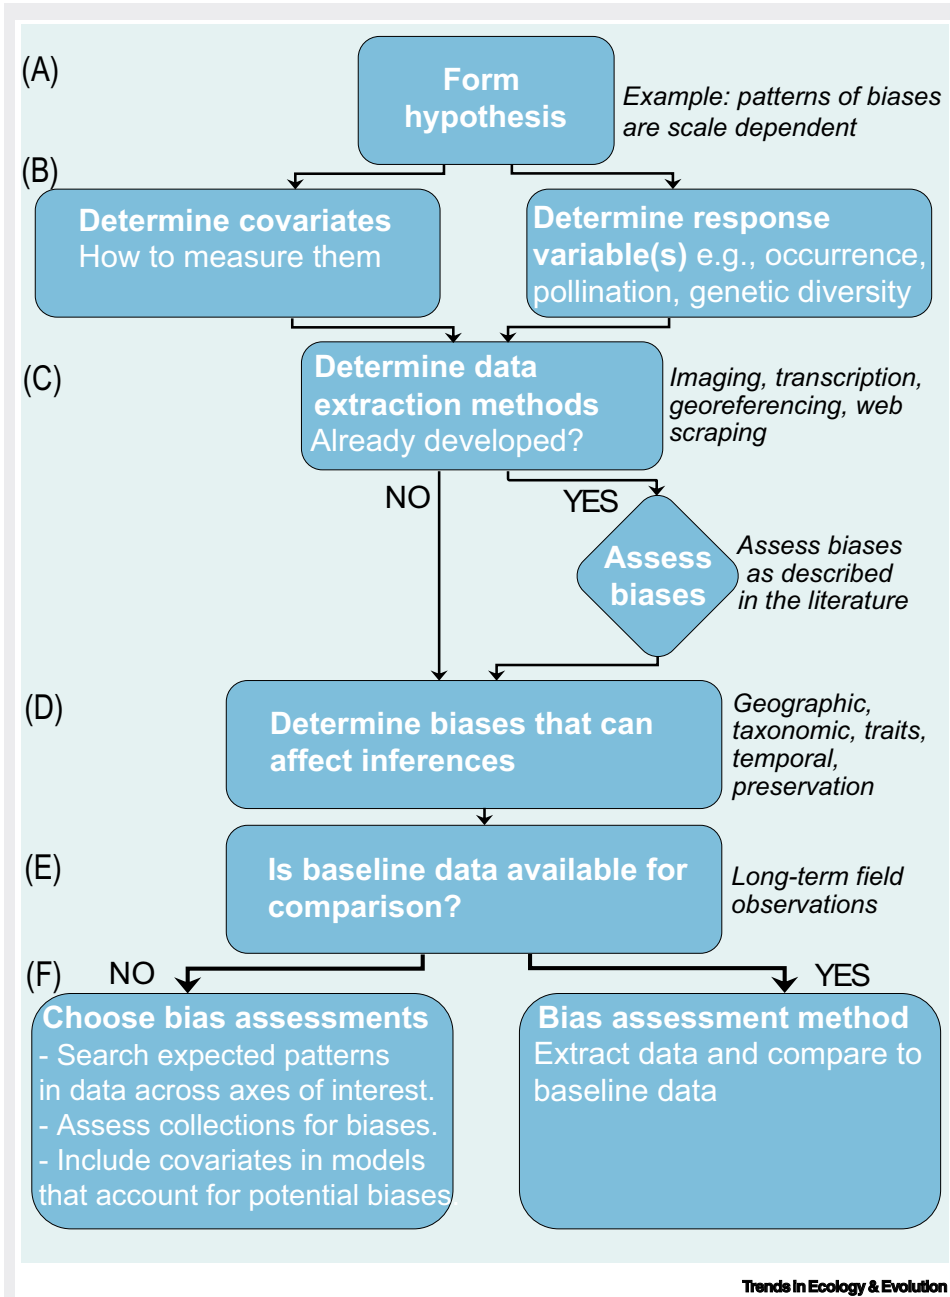 (A)
Form
hypothesis
Example: patterns of biases
are scale dependent
(B)
Determine covariates
How to measure them
Determine response
variable(s) e.g., occurrence,
pollination, genetic diversity
(C)
Determine data
extraction methods
Already developed?
Imaging, transcription,
georeferencing, web
scraping
NO
YES
Assess
biases
Assess biases
as described
in the literature
(D)
Determine biases that can
affect inferences
Geographic,
taxonomic, traits,
temporal,
preservation
(E)
Is baseline data available for
comparison?
Long-term field
observations
(F)
NO
YES
Choose bias assessments
- Search expected patterns
in data across axes of interest.
- Assess collections for biases.
- Include covariates in models
that account for potential biases.
Bias assessment method
Extract data and compare to
baseline data
Trends in Ecology & Evolution